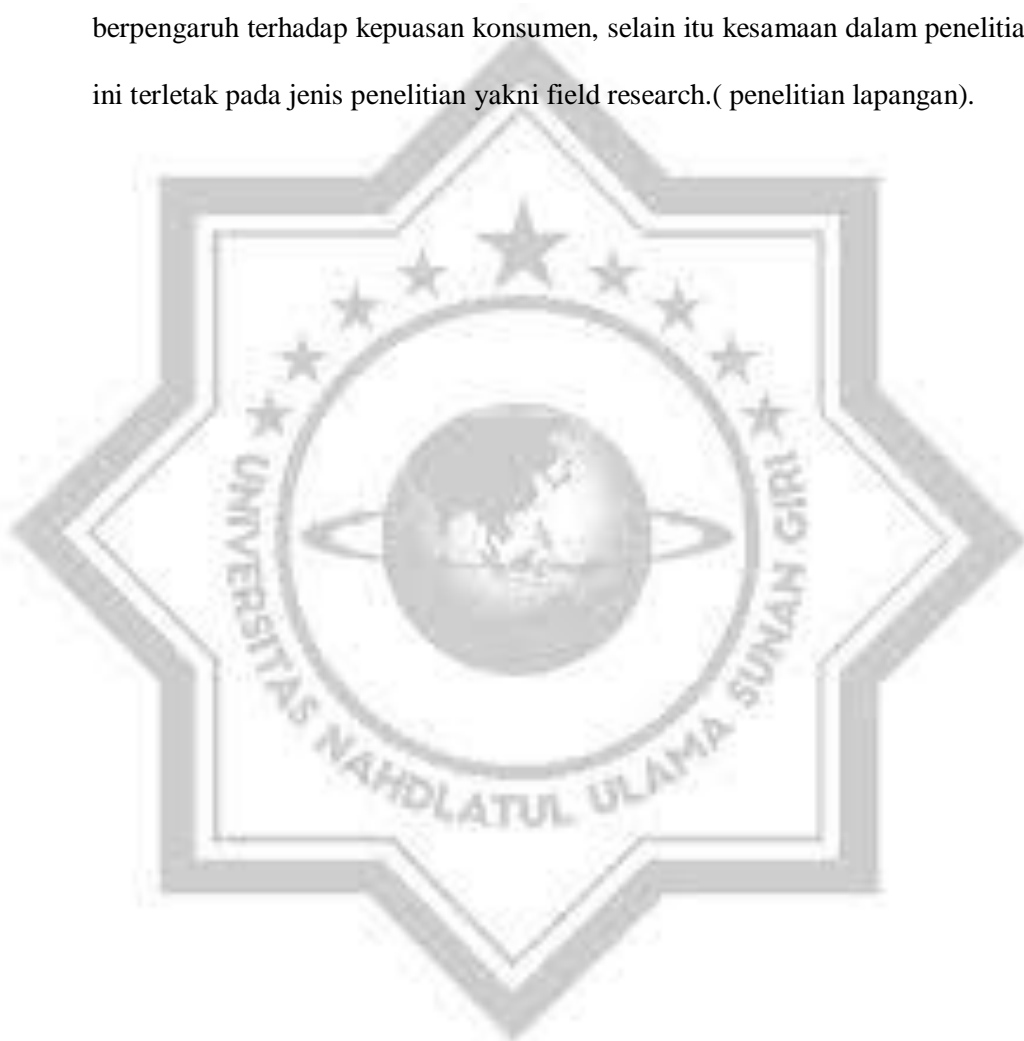 berpengaruh terhadap kepuasan konsumen, selain itu kesamaan dalam penelitia
ini terletak pada jenis penelitian yakni field research.( penelitian lapangan).
UNIVERSITAS NAHDLATUL ULAMA SUNAN GIRI